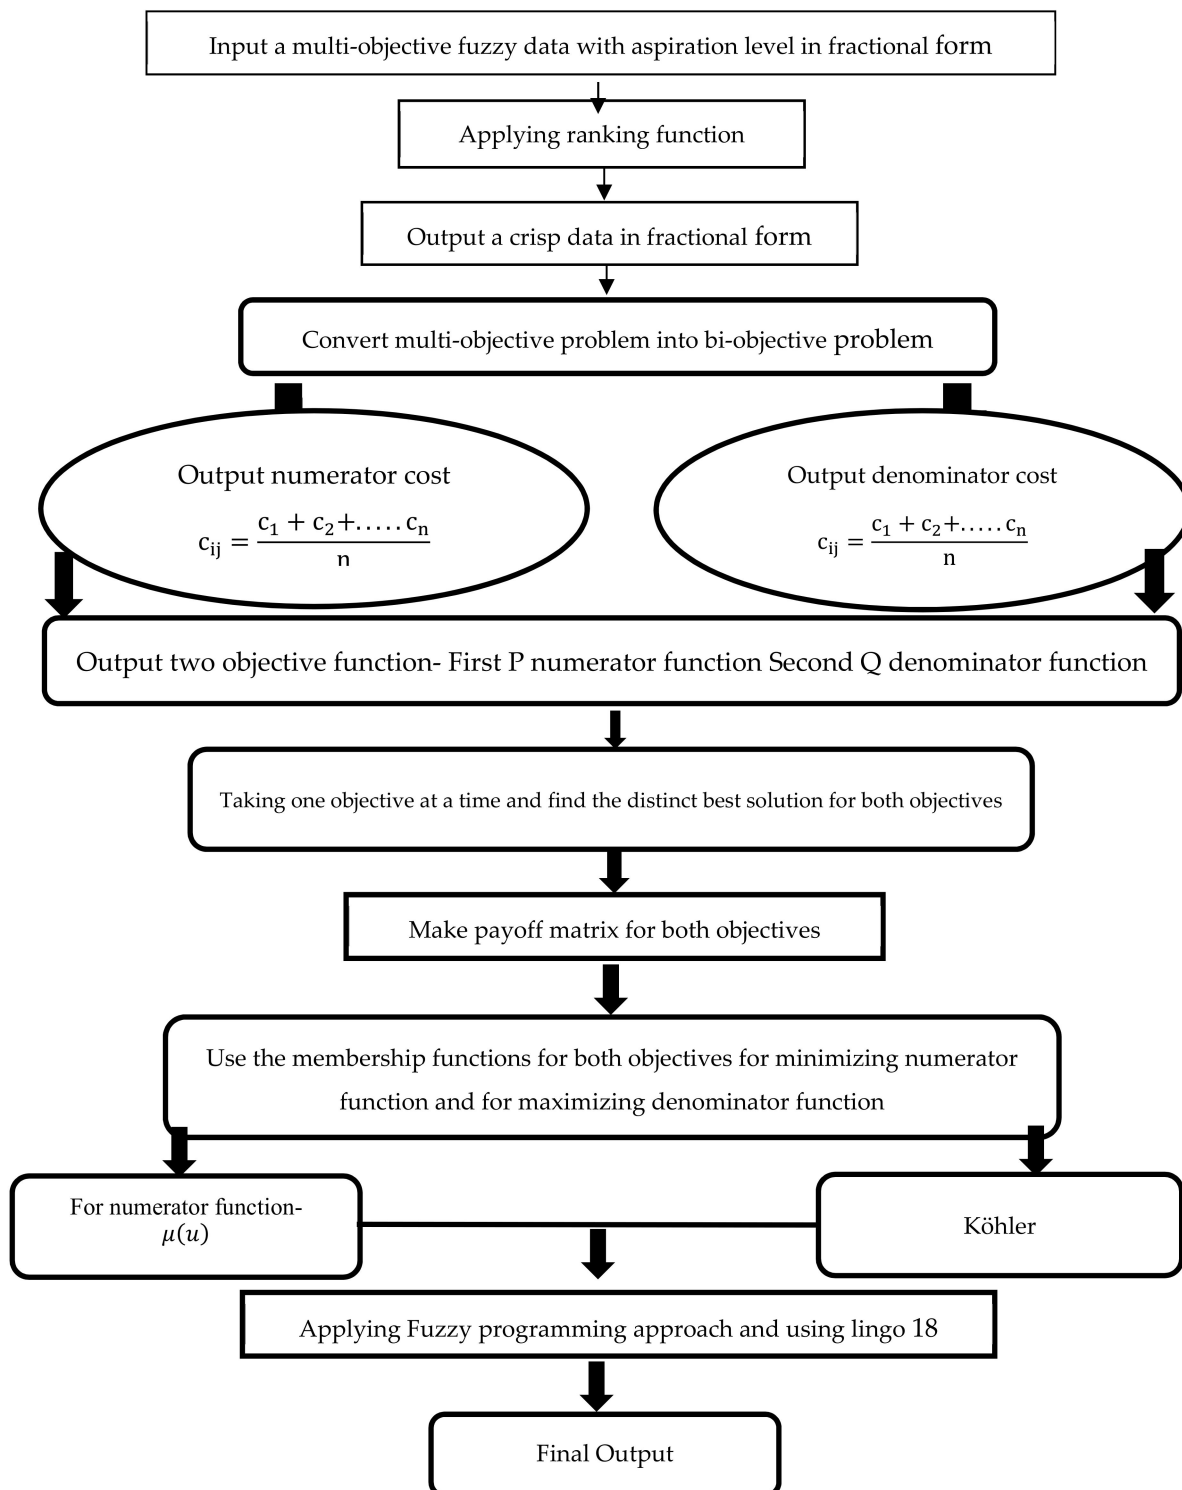 Input a multi-objective fuzzy data with aspiration level in fractional form
Applying ranking function
Output a crisp data in fractional form
Convert multi-objective problem into bi-objective problem
Output numerator cost
c_ij = (c_1 + c_2+.....c_n)/n
Output denominator cost
c_ij = (c_1 + c_2+.....c_n)/n
Output two objective function- First P numerator function Second Q denominator function
Taking one objective at a time and find the distinct best solution for both objectives
Make payoff matrix for both objectives
Use the membership functions for both objectives for minimizing numerator
function and for maximizing denominator function
For numerator function-
μ(u)
Köhler
Applying Fuzzy programming approach and using lingo 18
Final Output